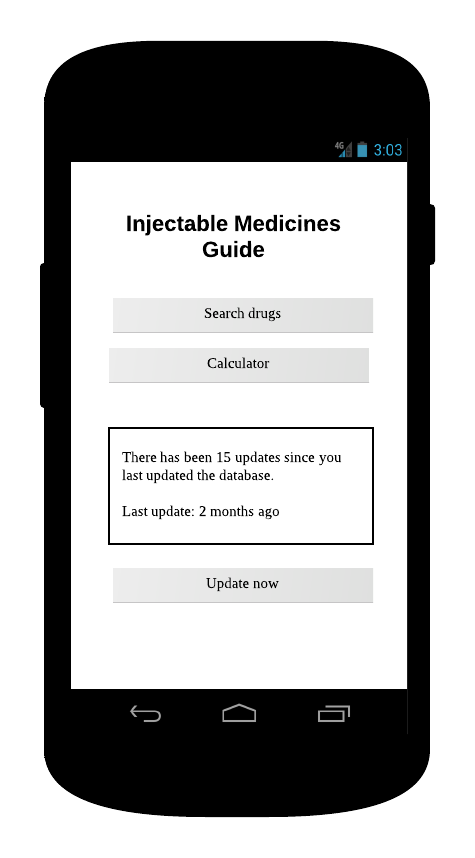 4G
3:03
Injectable Medicines
Guide
Search drugs
Calculator
There has been 15 updates since you
last updated the database.
Last update: 2 months ago
Update now